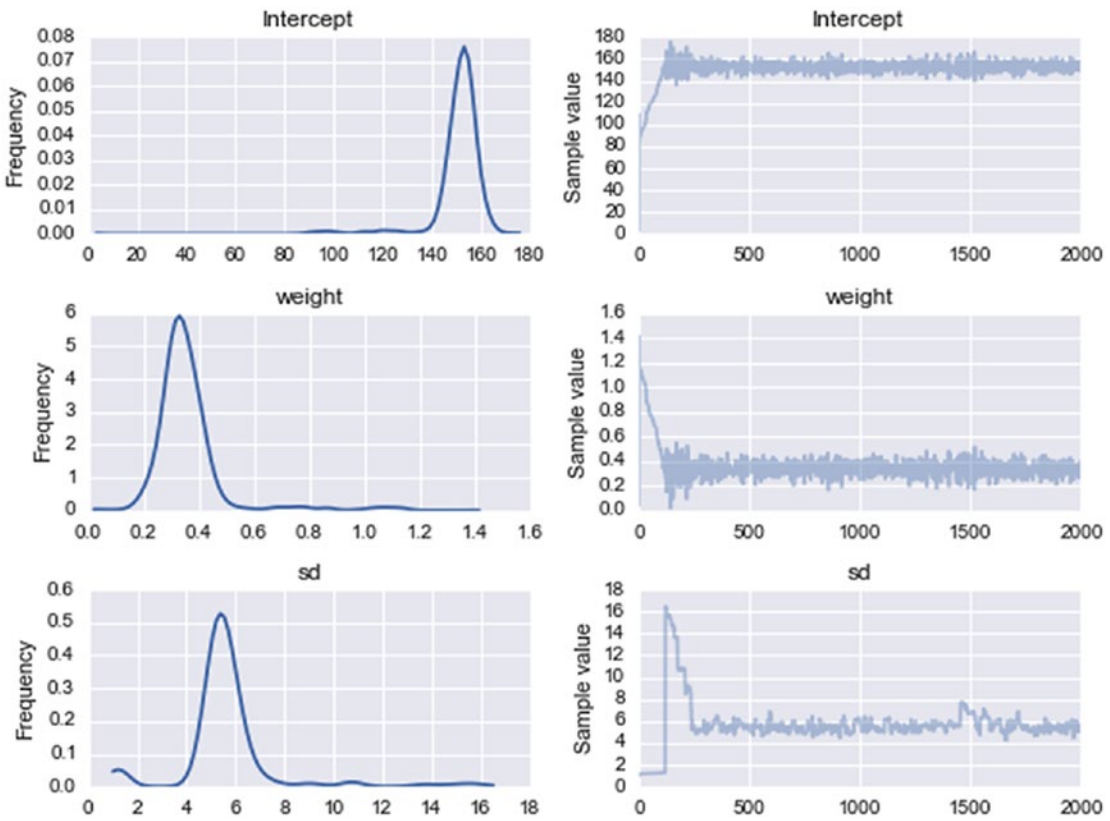 Intercept
Frequency
0.08
0.07
0.06
0.05
0.04
0.03
0.02
0.01
0.00
0 20 40 60 80 100 120 140 160 180
Intercept
Sample value
180
160
140
120
100
80
60
40
20
0
0 500 1000 1500 2000
weight
Frequency
6
5
4
3
2
1
0
0.0 0.2 0.4 0.6 0.8 1.0 1.2 1.4 1.6
weight
Sample value
1.6
1.4
1.2
1.0
0.8
0.6
0.4
0.2
0.0
0 500 1000 1500 2000
sd
Frequency
0.6
0.5
0.4
0.3
0.2
0.1
0.0
0 2 4 6 8 10 12 14 16 18
sd
Sample value
18
16
14
12
10
8
6
4
2
0
0 500 1000 1500 2000